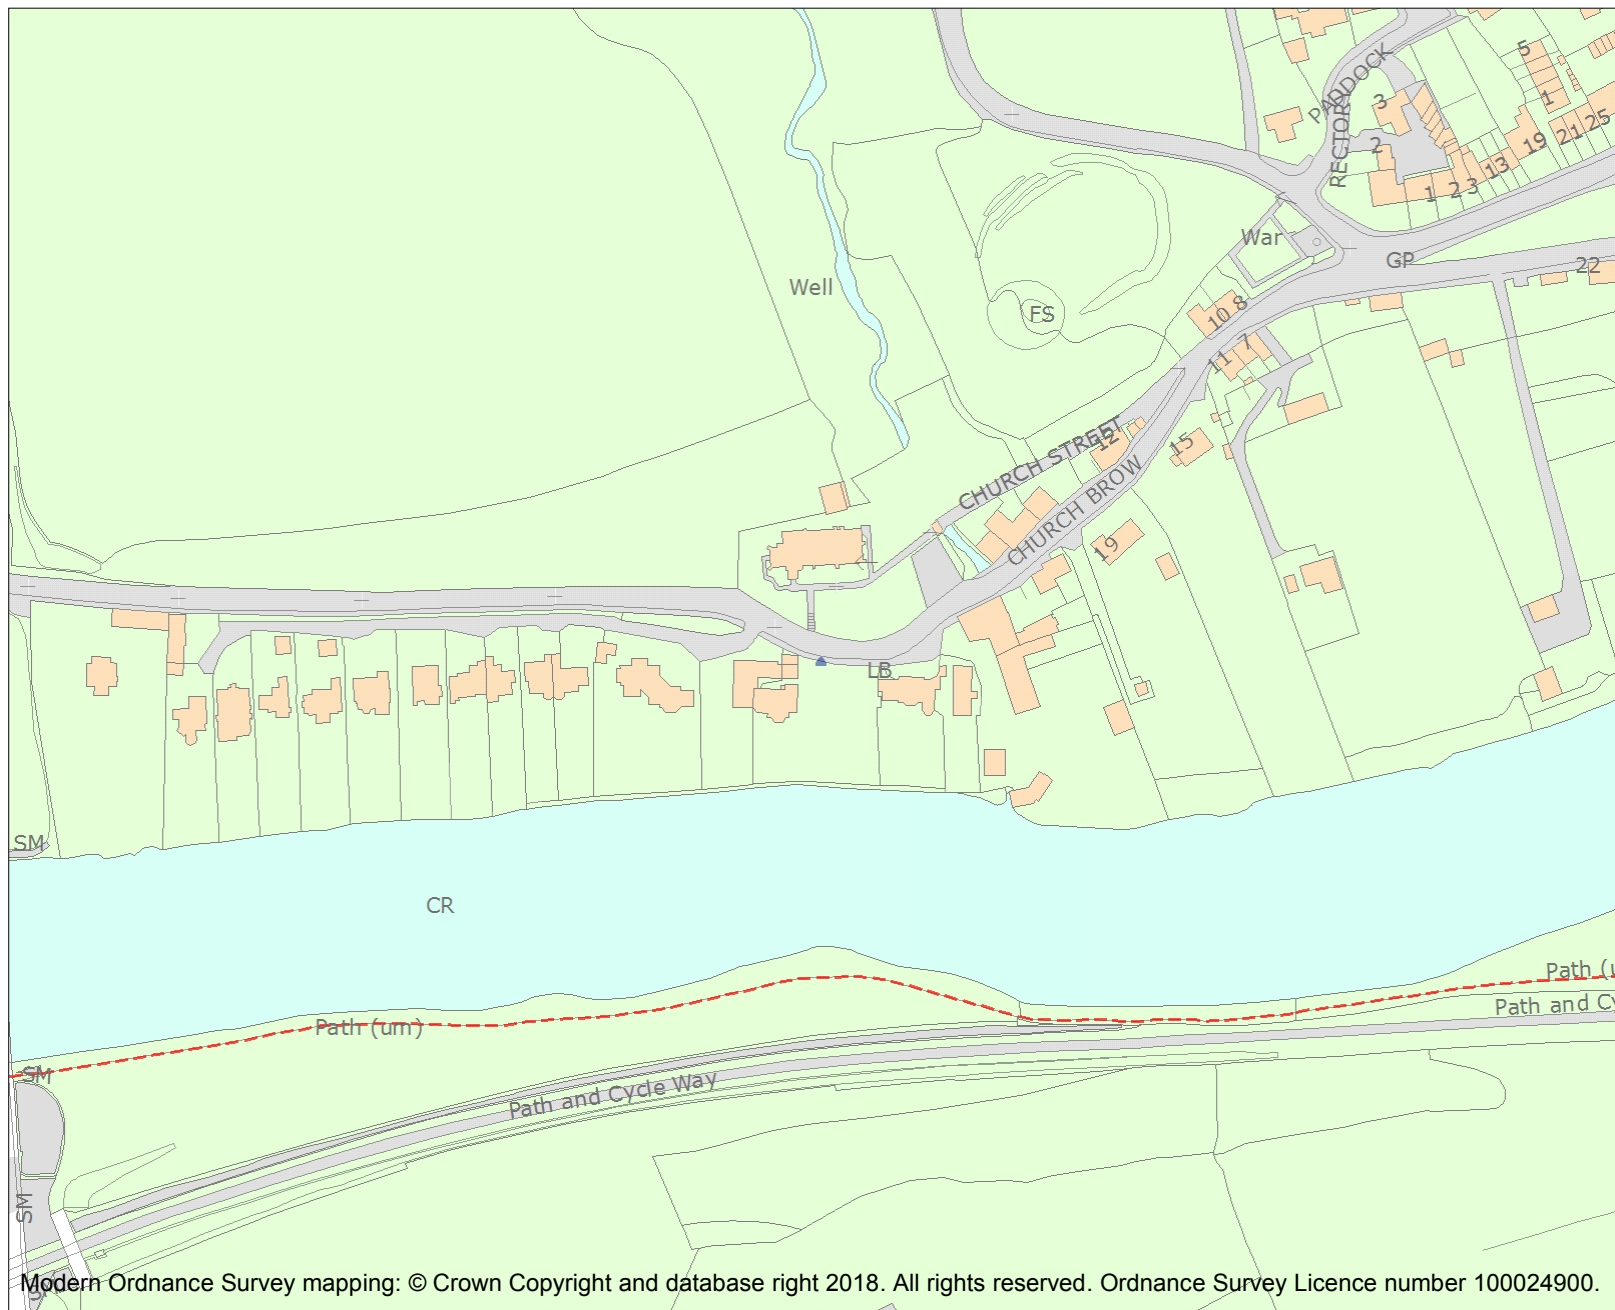 5
PADDOCK
3
1
RECTORY
25
21
19
2
13
3
2
1
War
GP
22
Well
8
10
FS
7
11
CHURCH STREET
12
15
CHURCH BROW
19
LB
SM
CR
Path (u
Path and Cy
Path (um)
SM
Path and Cycle Way
SM
Modern Ordnance Survey mapping: © Crown Copyright and database right 2018. All rights reserved. Ordnance Survey Licence number 100024900.